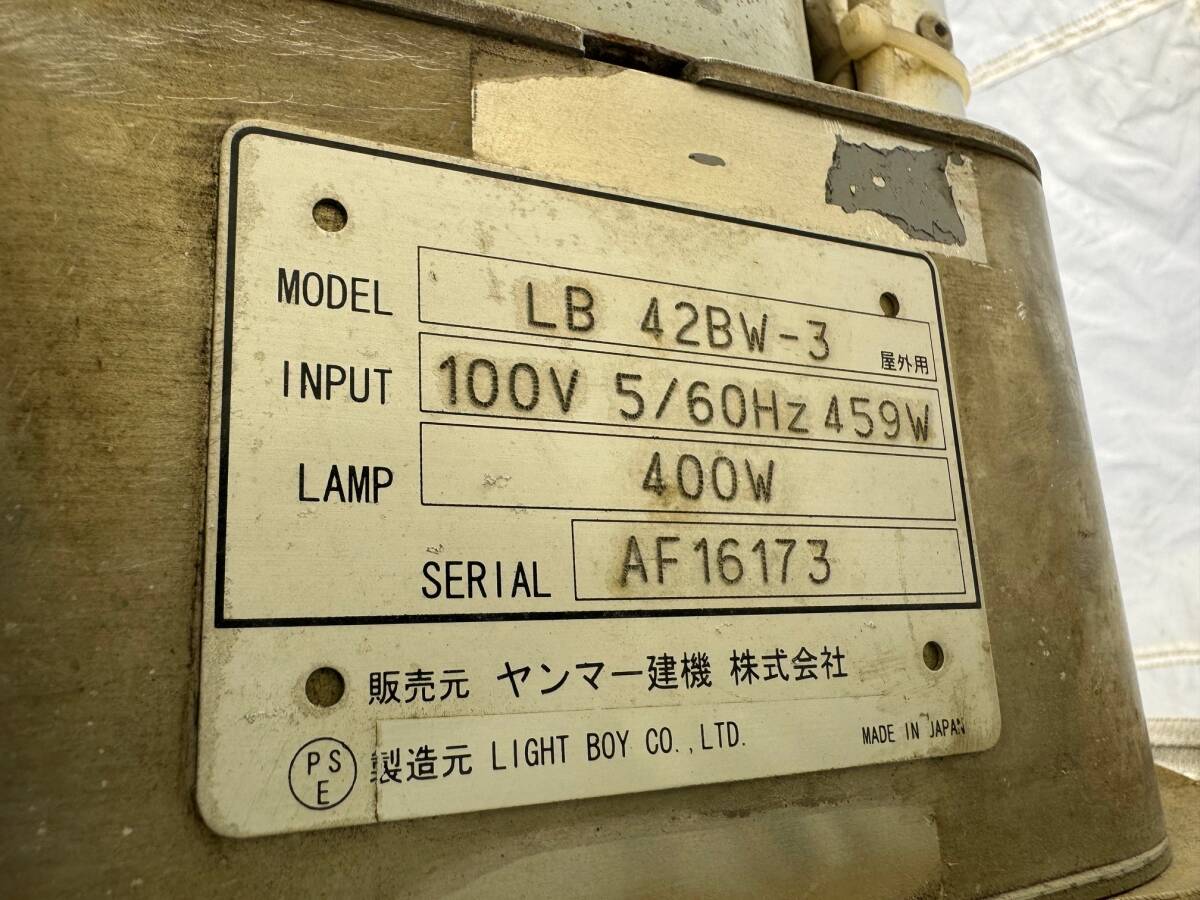 MODEL LB 42BW-3 屋外用
INPUT 100V 5/60Hz 459W
LAMP 400W
SERIAL AF16173
販売元 ヤンマー建機 株式会社
PSE 製造元 LIGHT BOY CO.,LTD. MADE IN JAPAN